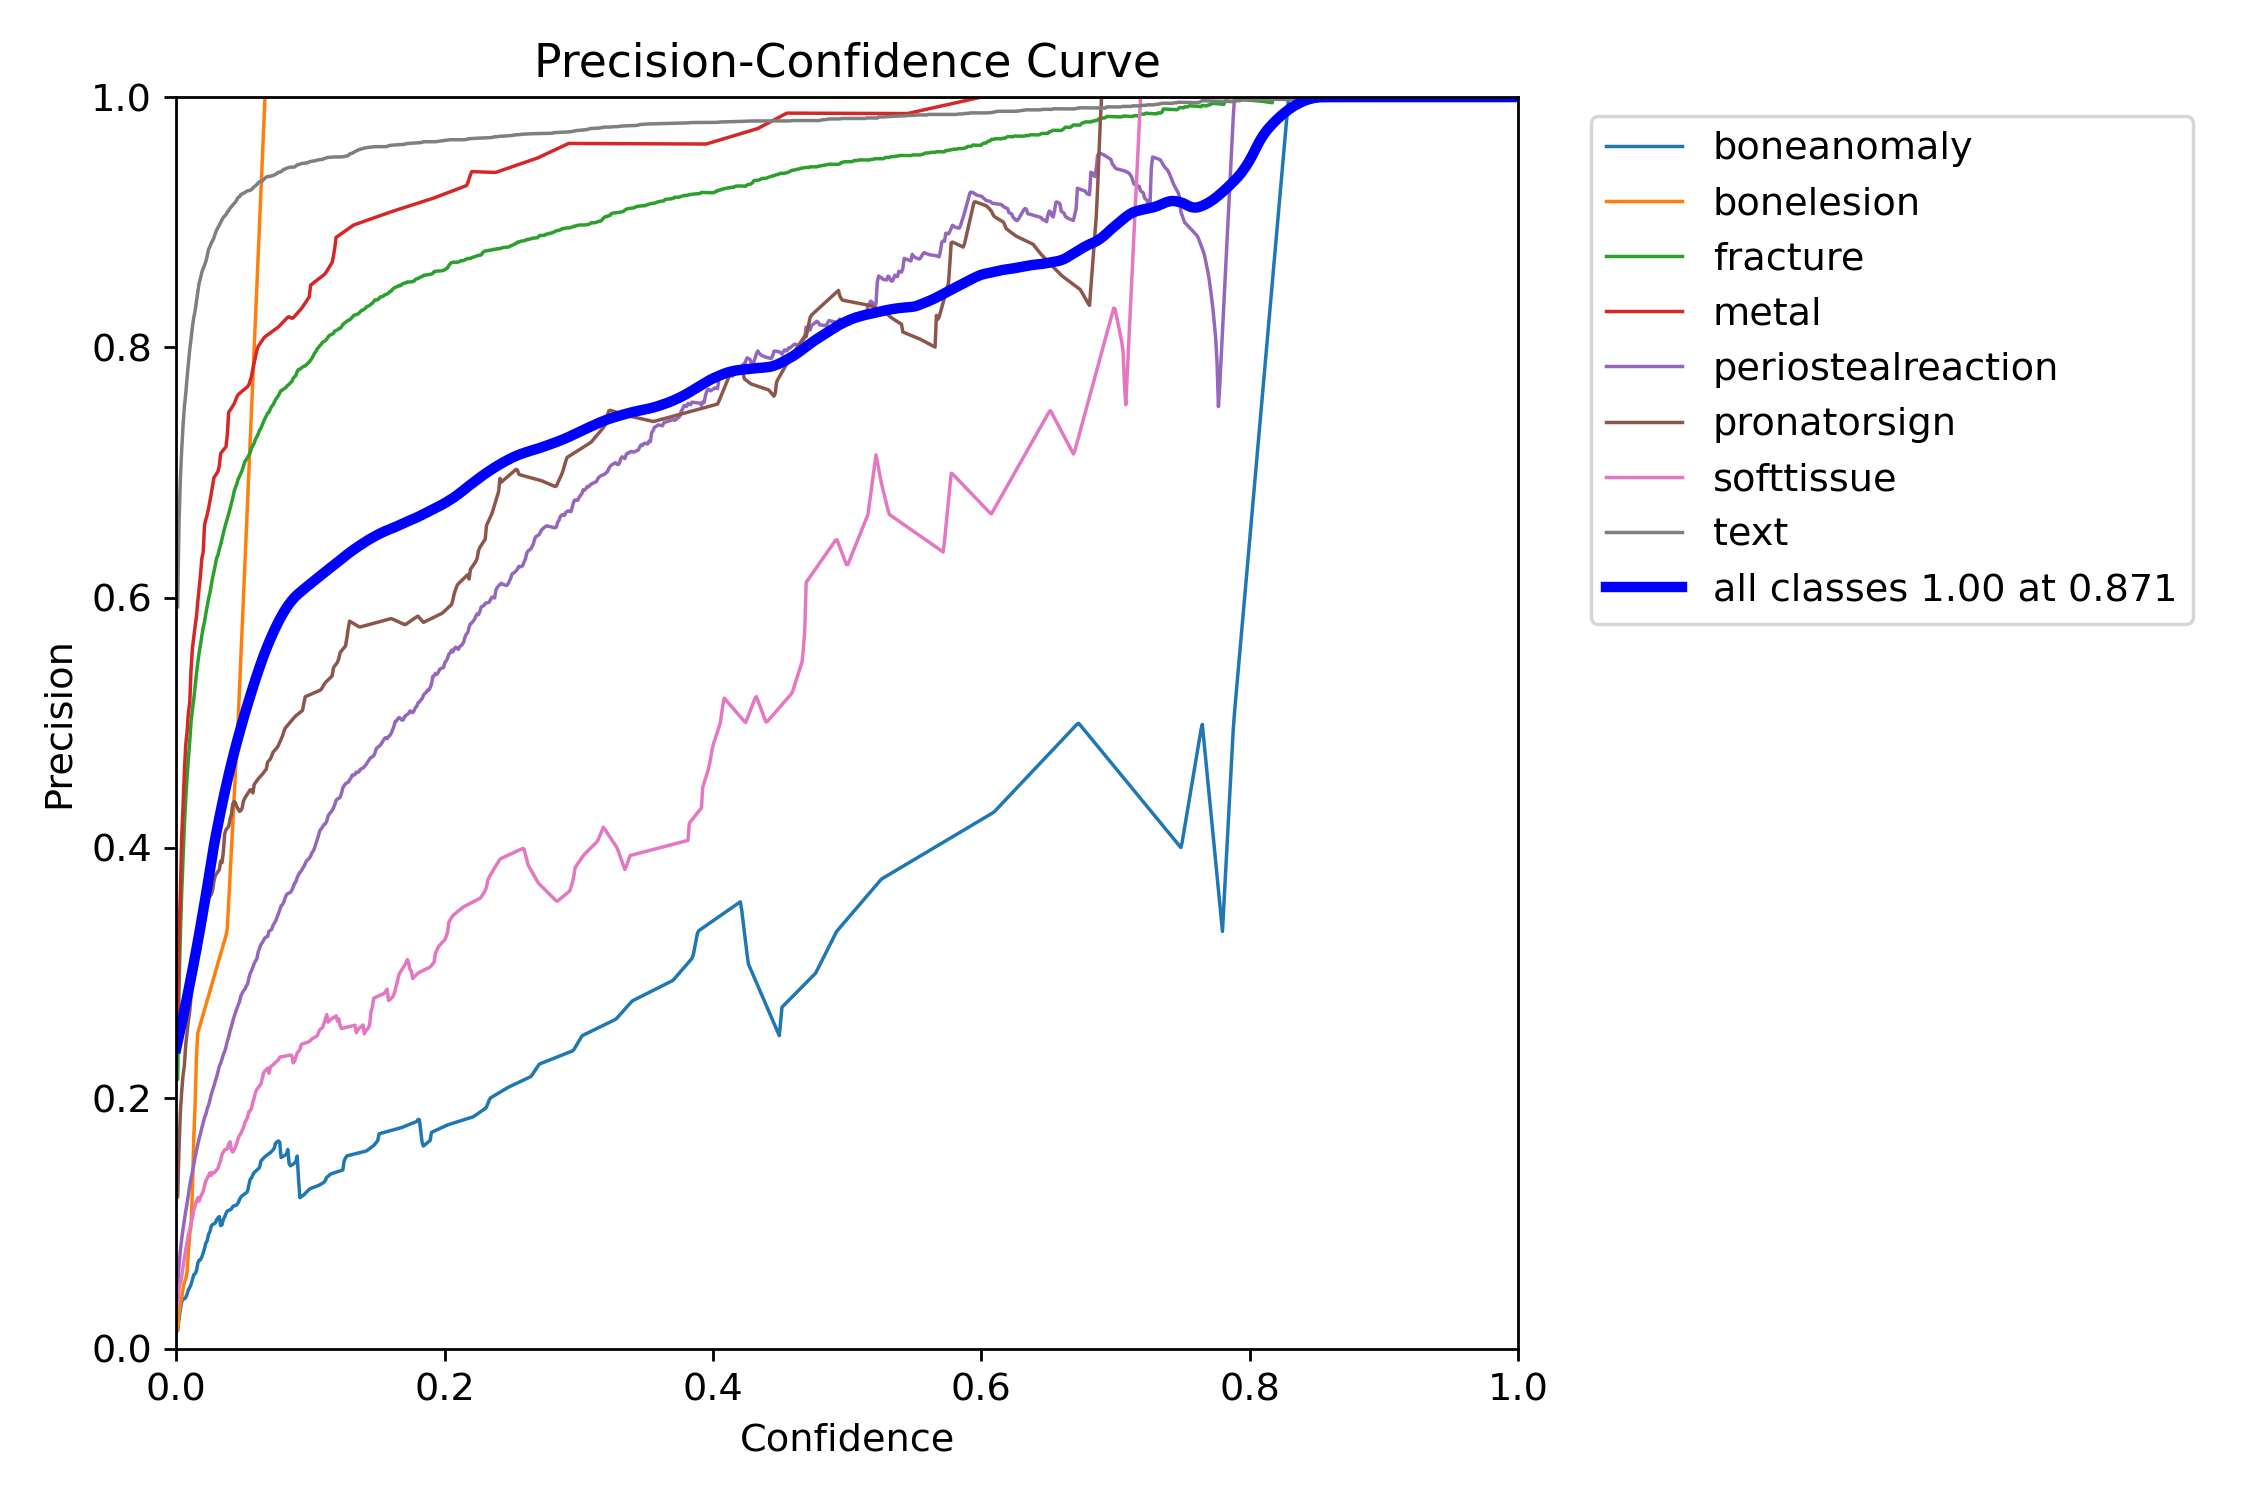 Precision-Confidence Curve
1.0
0.8
0.6
0.4
0.2
0.0
Precision
0.0 0.2 0.4 0.6 0.8 1.0
Confidence
boneanomaly
bonelesion
fracture
metal
periostealreaction
pronatorsign
softtissue
text
all classes 1.00 at 0.871